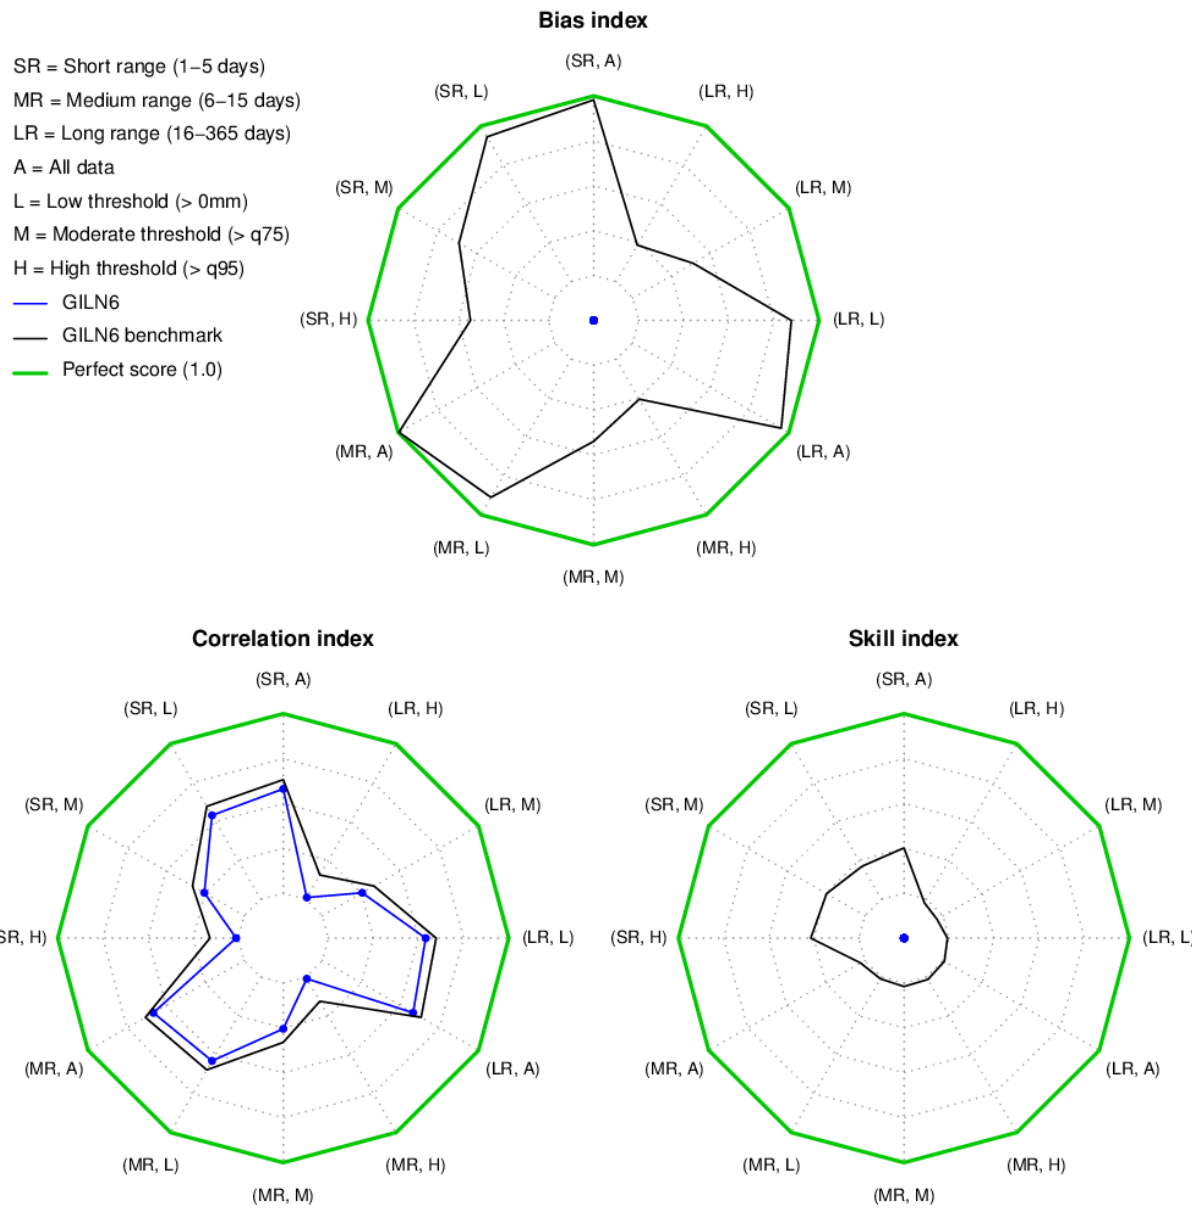 Bias index
SR = Short range (1−5 days)
MR = Medium range (6−15 days)
LR = Long range (16−365 days)
A = All data
L = Low threshold (> 0mm)
M = Moderate threshold (> q75)
H = High threshold (> q95)
GILN6
GILN6 benchmark
Perfect score (1.0)
(SR, A)
(SR, L)
(LR, H)
(SR, M)
(LR, M)
(SR, H)
(LR, L)
(MR, A)
(LR, A)
(MR, L)
(MR, H)
(MR, M)
Correlation index
(SR, A)
(SR, L)
(LR, H)
(SR, M)
(LR, M)
SR, H)
(LR, L)
(MR, A)
(LR, A)
(MR, L)
(MR, H)
(MR, M)
Skill index
(SR, A)
(SR, L)
(LR, H)
(SR, M)
(LR, M)
(SR, H)
(LR, L)
(MR, A)
(LR, A)
(MR, L)
(MR, H)
(MR, M)